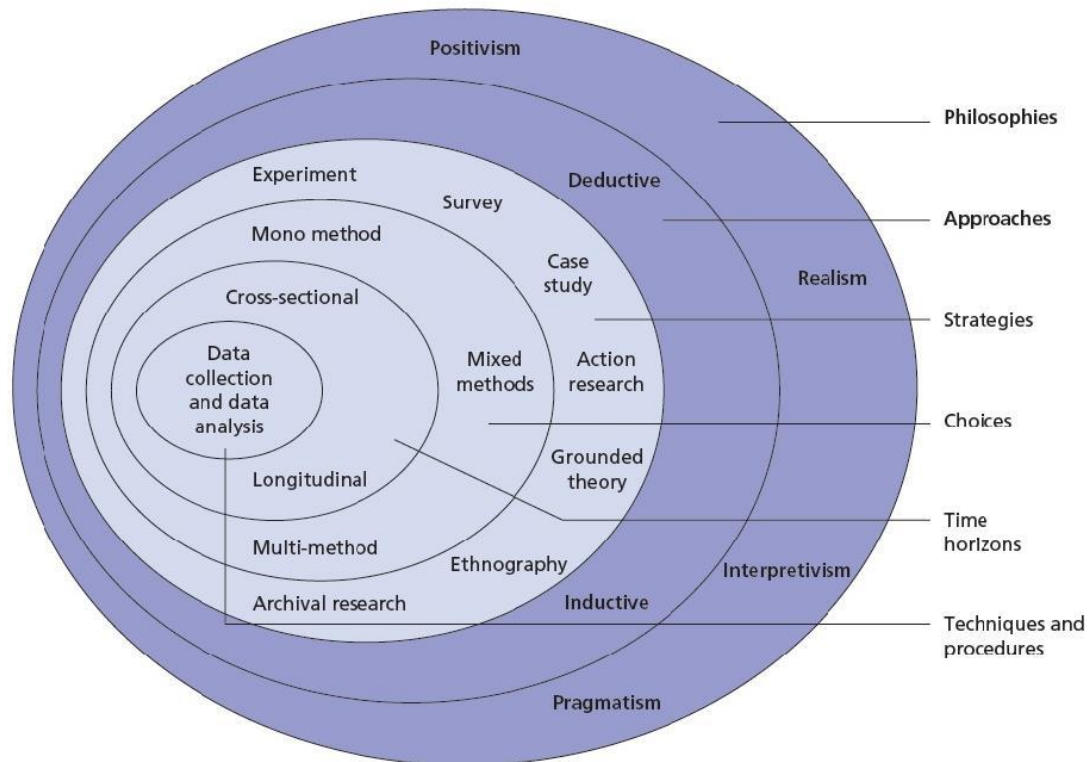 Positivism
Philosophies
Experiment
Deductive
Survey
Approaches
Mono method
Case
study
Realism
Cross-sectional
Strategies
Data
collection
and data
analysis
Mixed
methods
Action
research
Choices
Grounded
theory
Longitudinal
Time
horizons
Multi-method
Ethnography
Interpretivism
Archival research
Inductive
Techniques and
procedures
Pragmatism